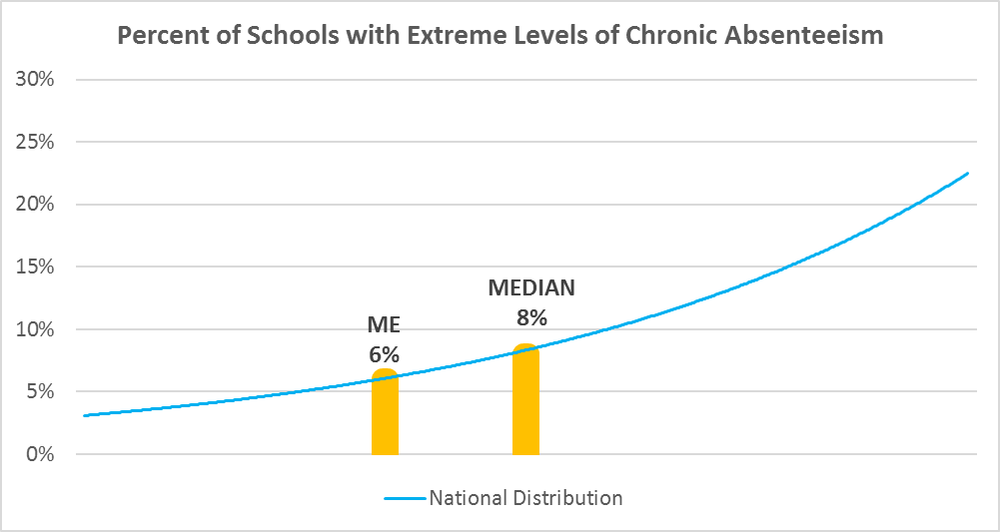 Percent of Schools with Extreme Levels of Chronic Absenteeism
30%
25%
20%
15%
10%
5%
0%
ME
6%
MEDIAN
8%
National Distribution